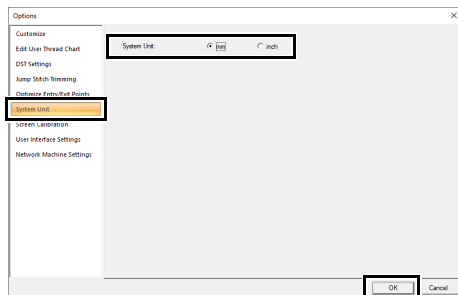 Options
Customize
Edit User Thread Chart
DST Settings
Jump Stitch Trimming
Optimize Entry/Exit Points
System Unit
Screen Calibration
User Interface Settings
Network Machine Settings
System Unit: mm inch
OK Cancel